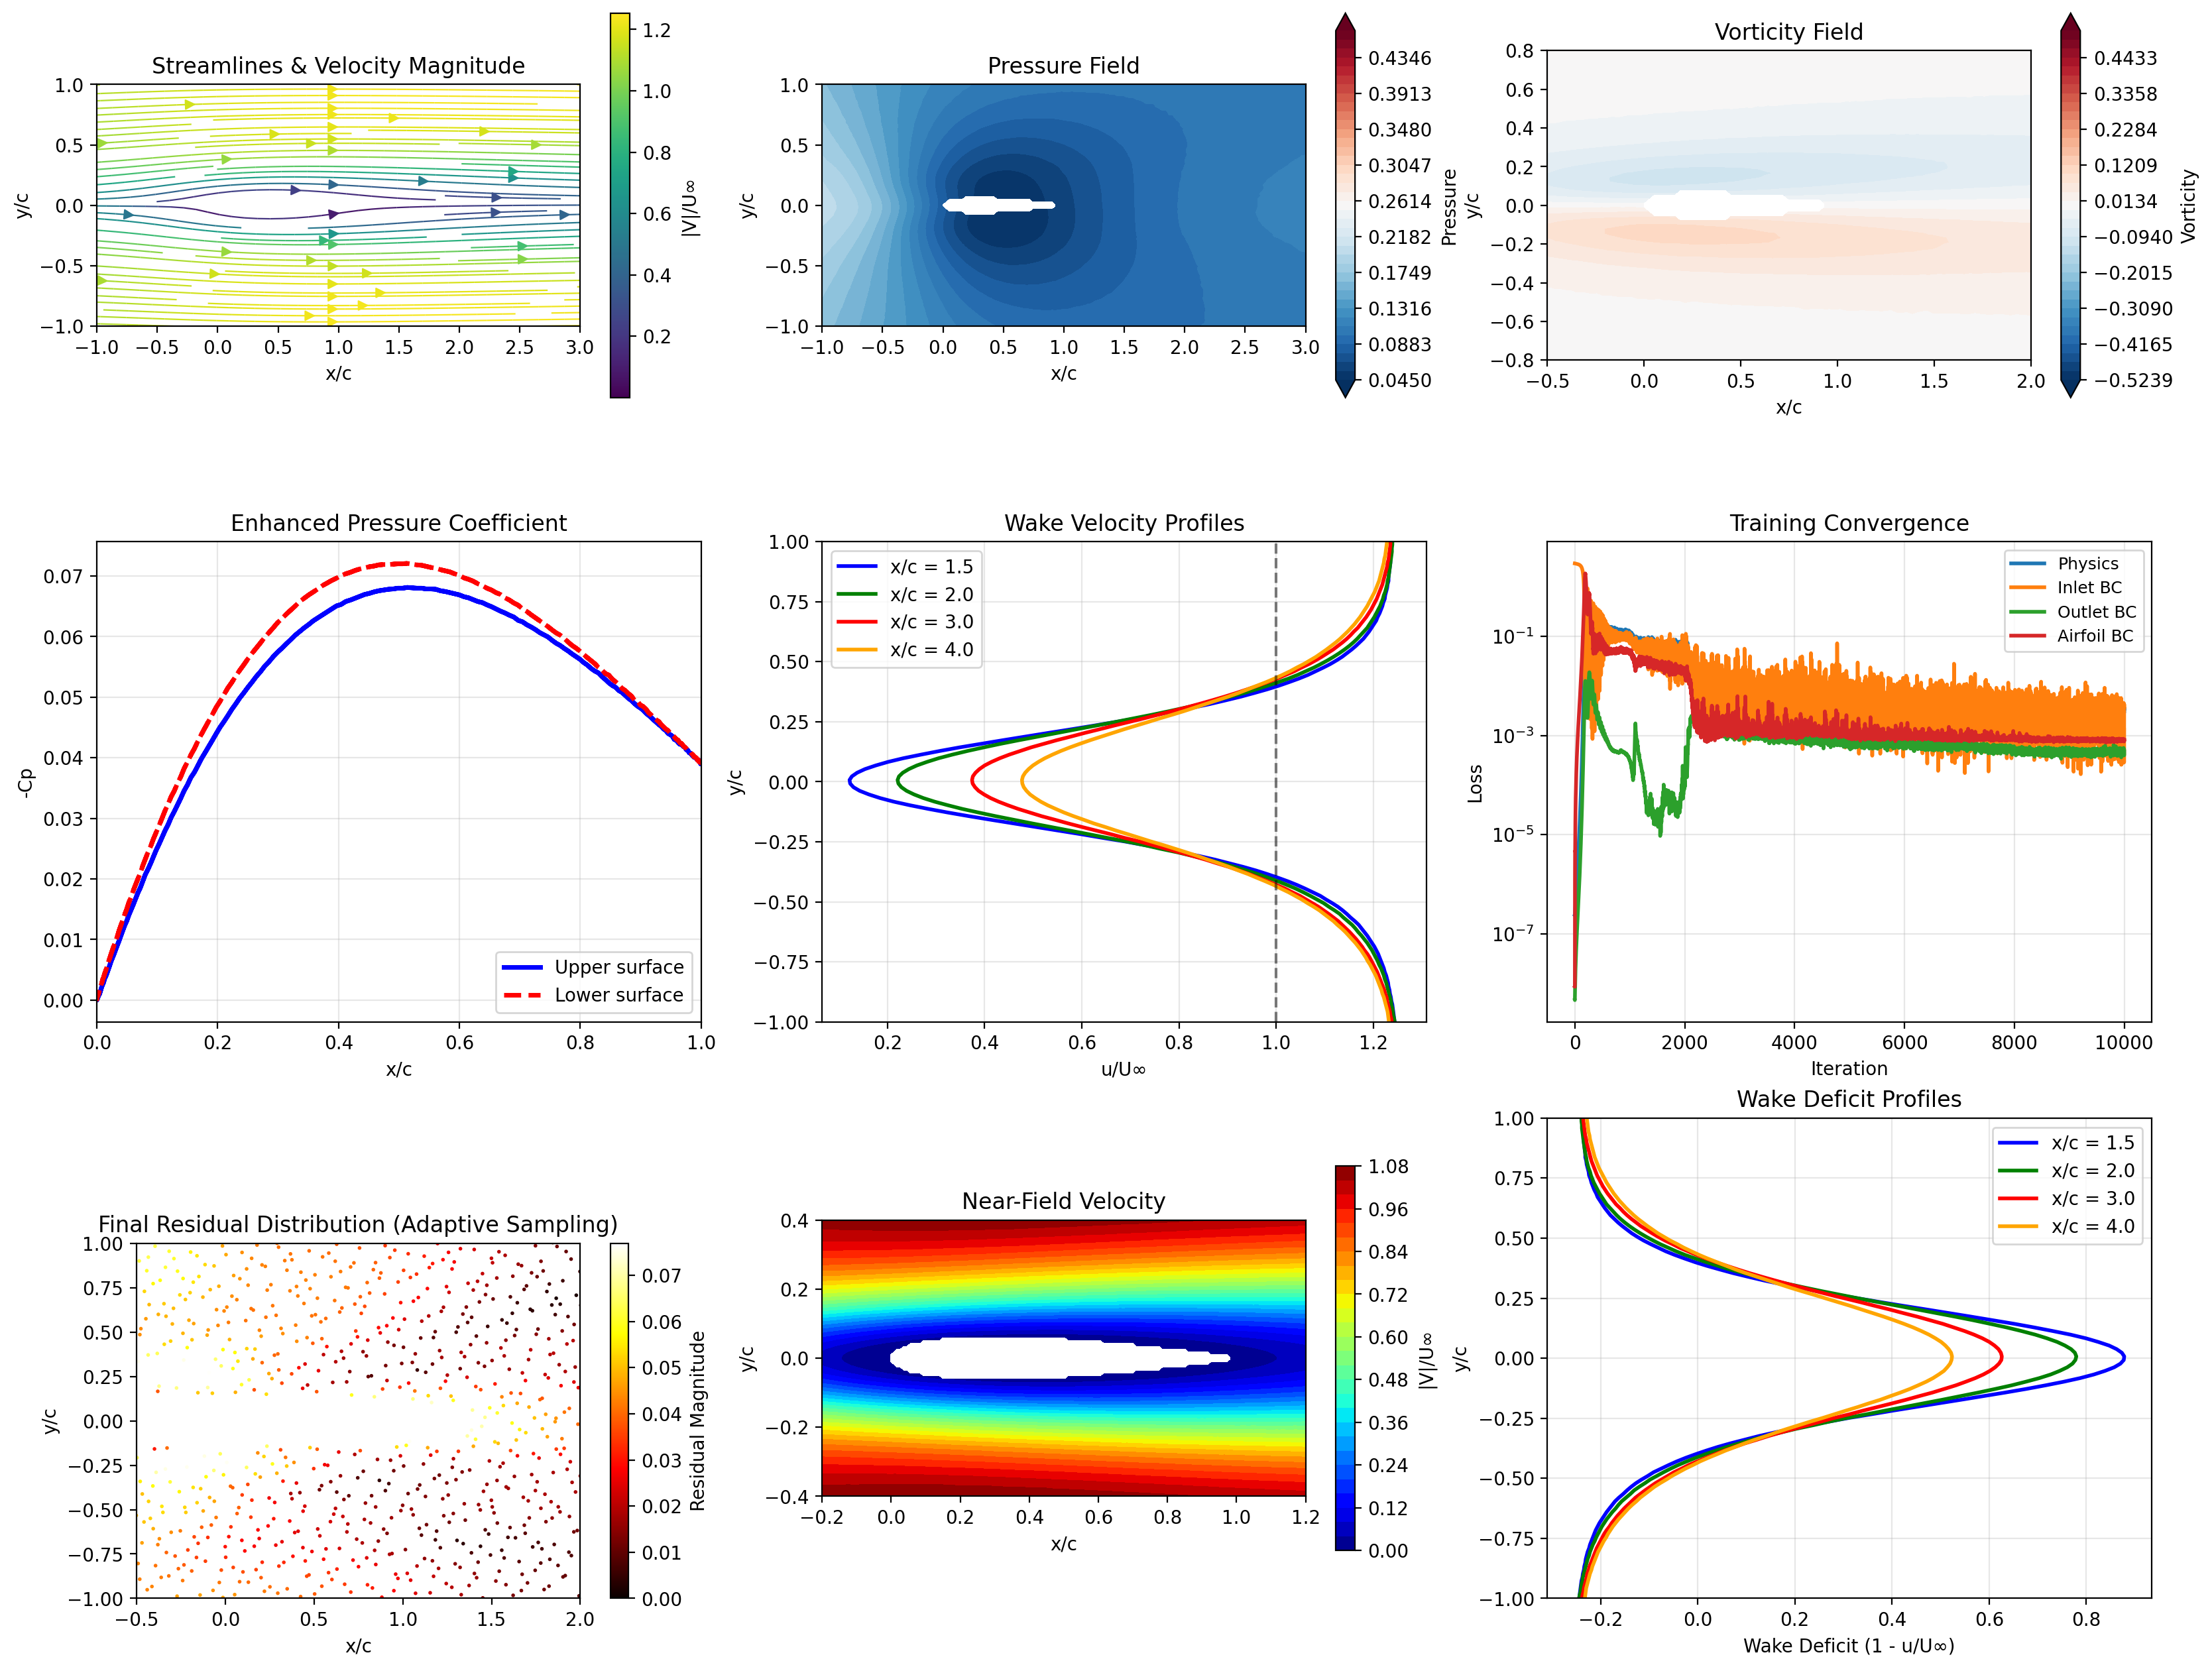 Streamlines & Velocity Magnitude
1.0
0.5
0.0
−0.5
−1.0
y/c
−1.0 −0.5 0.0 0.5 1.0 1.5 2.0 2.5 3.0
x/c
1.2
1.0
0.8
0.6
0.4
0.2
|V|/U∞
Pressure Field
1.0
0.5
0.0
−0.5
−1.0
y/c
−1.0 −0.5 0.0 0.5 1.0 1.5 2.0 2.5 3.0
x/c
0.4346
0.3913
0.3480
0.3047
0.2614
0.2182
0.1749
0.1316
0.0883
0.0450
Pressure
Vorticity Field
0.8
0.6
0.4
0.2
0.0
−0.2
−0.4
−0.6
−0.8
y/c
−0.5 0.0 0.5 1.0 1.5 2.0
x/c
0.4433
0.3358
0.2284
0.1209
0.0134
−0.0940
−0.2015
−0.3090
−0.4165
−0.5239
Vorticity
Enhanced Pressure Coefficient
0.07
0.06
0.05
0.04
0.03
0.02
0.01
0.00
-Cp
Upper surface
Lower surface
0.0 0.2 0.4 0.6 0.8 1.0
x/c
Wake Velocity Profiles
1.00
0.75
0.50
0.25
0.00
−0.25
−0.50
−0.75
−1.00
y/c
x/c = 1.5
x/c = 2.0
x/c = 3.0
x/c = 4.0
0.2 0.4 0.6 0.8 1.0 1.2
u/U∞
Training Convergence
10⁻¹
10⁻³
10⁻⁵
10⁻⁷
Loss
Physics
Inlet BC
Outlet BC
Airfoil BC
0 2000 4000 6000 8000 10000
Iteration
Final Residual Distribution (Adaptive Sampling)
1.00
0.75
0.50
0.25
0.00
−0.25
−0.50
−0.75
−1.00
y/c
−0.5 0.0 0.5 1.0 1.5 2.0
x/c
0.07
0.06
0.05
0.04
0.03
0.02
0.01
0.00
Residual Magnitude
Near-Field Velocity
0.4
0.2
0.0
−0.2
−0.4
y/c
−0.2 0.0 0.2 0.4 0.6 0.8 1.0 1.2
x/c
1.08
0.96
0.84
0.72
0.60
0.48
0.36
0.24
0.12
0.00
|V|/U∞
Wake Deficit Profiles
1.00
0.75
0.50
0.25
0.00
−0.25
−0.50
−0.75
−1.00
y/c
x/c = 1.5
x/c = 2.0
x/c = 3.0
x/c = 4.0
−0.2 0.0 0.2 0.4 0.6 0.8
Wake Deficit (1 - u/U∞)